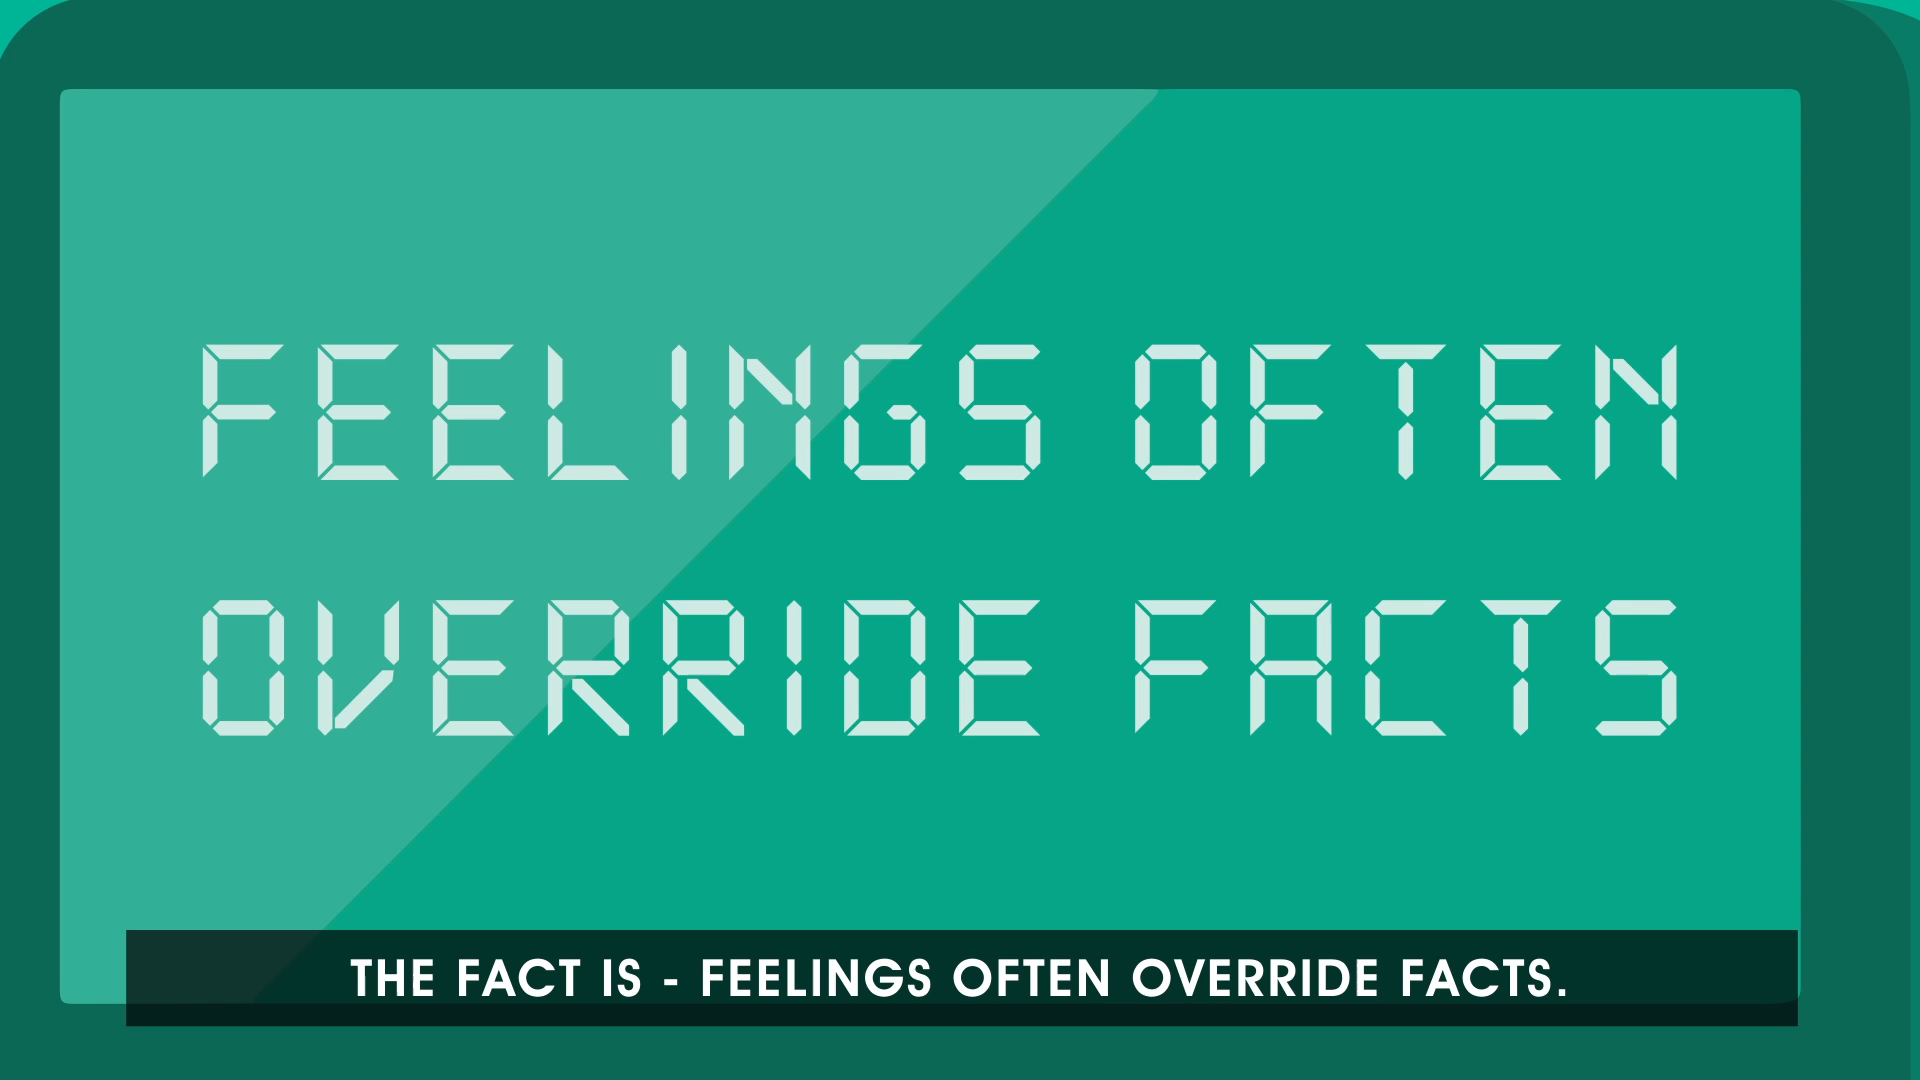 FEELINGS OFTEN
OVERRIDE FACTS
THE FACT IS - FEELINGS OFTEN OVERRIDE FACTS.